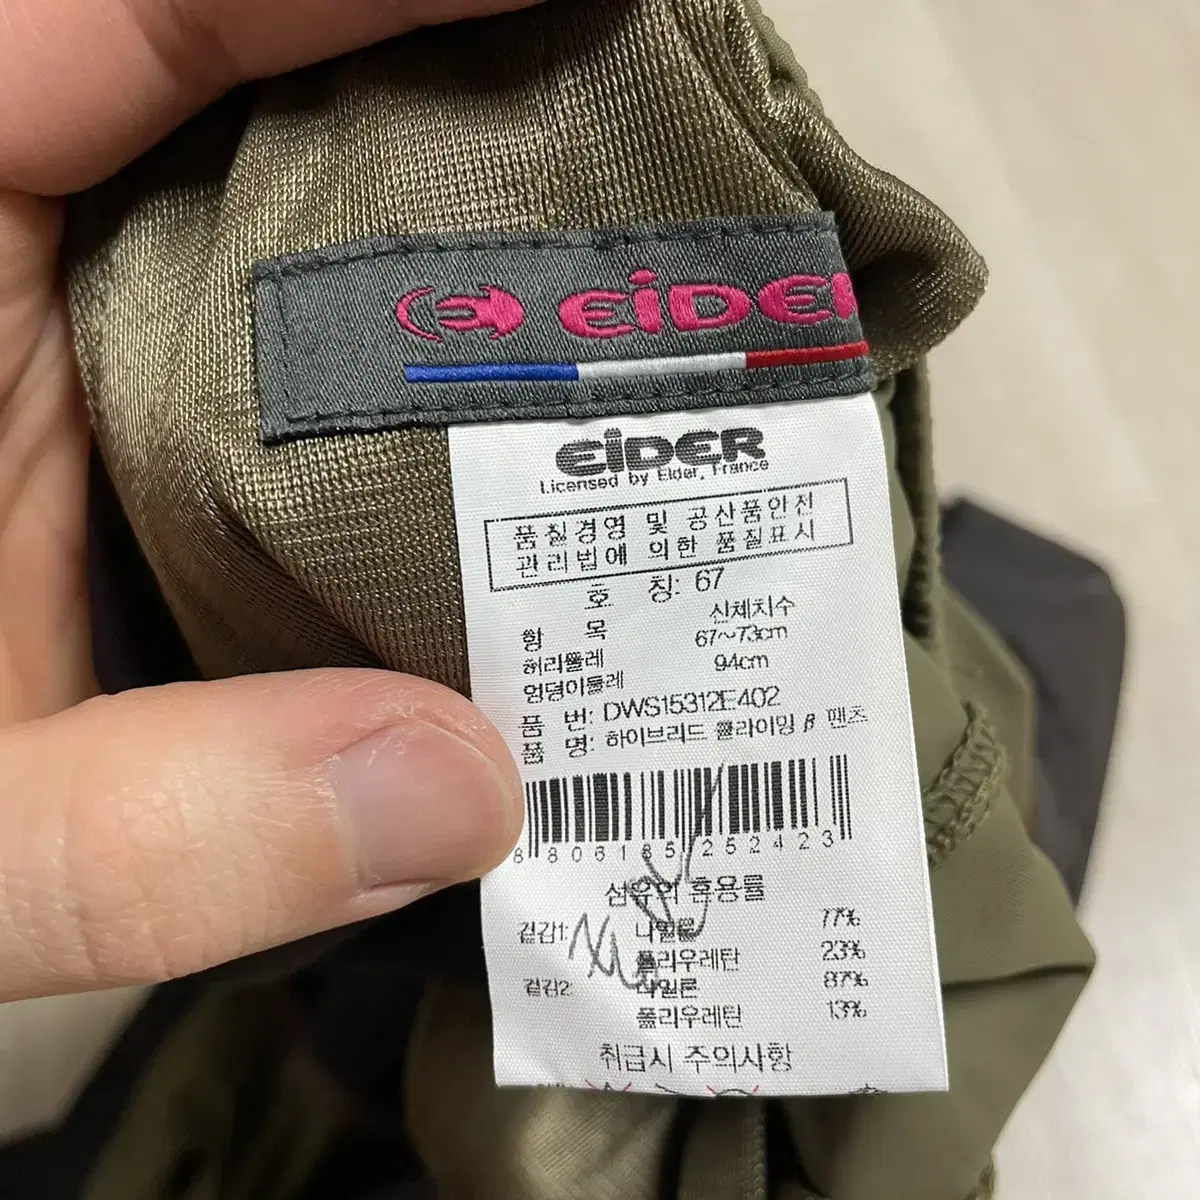 EiDER
EiDER
Licensed by Eider, France
품질경영 및 공산품안전
관리법에 의한 품질표시
호 칭: 67
항 목 신체치수
허리둘레 67~73cm
엉덩이둘레 94cm
품 번: DWS15312E402
품 명: 하이브리드 클라이밍 β 팬츠
8 806185 252423
섬유의 혼용률
겉감1: 나일론 77%
폴리우레탄 23%
겉감2: 나일론 87%
폴리우레탄 13%
취급시 주의사항